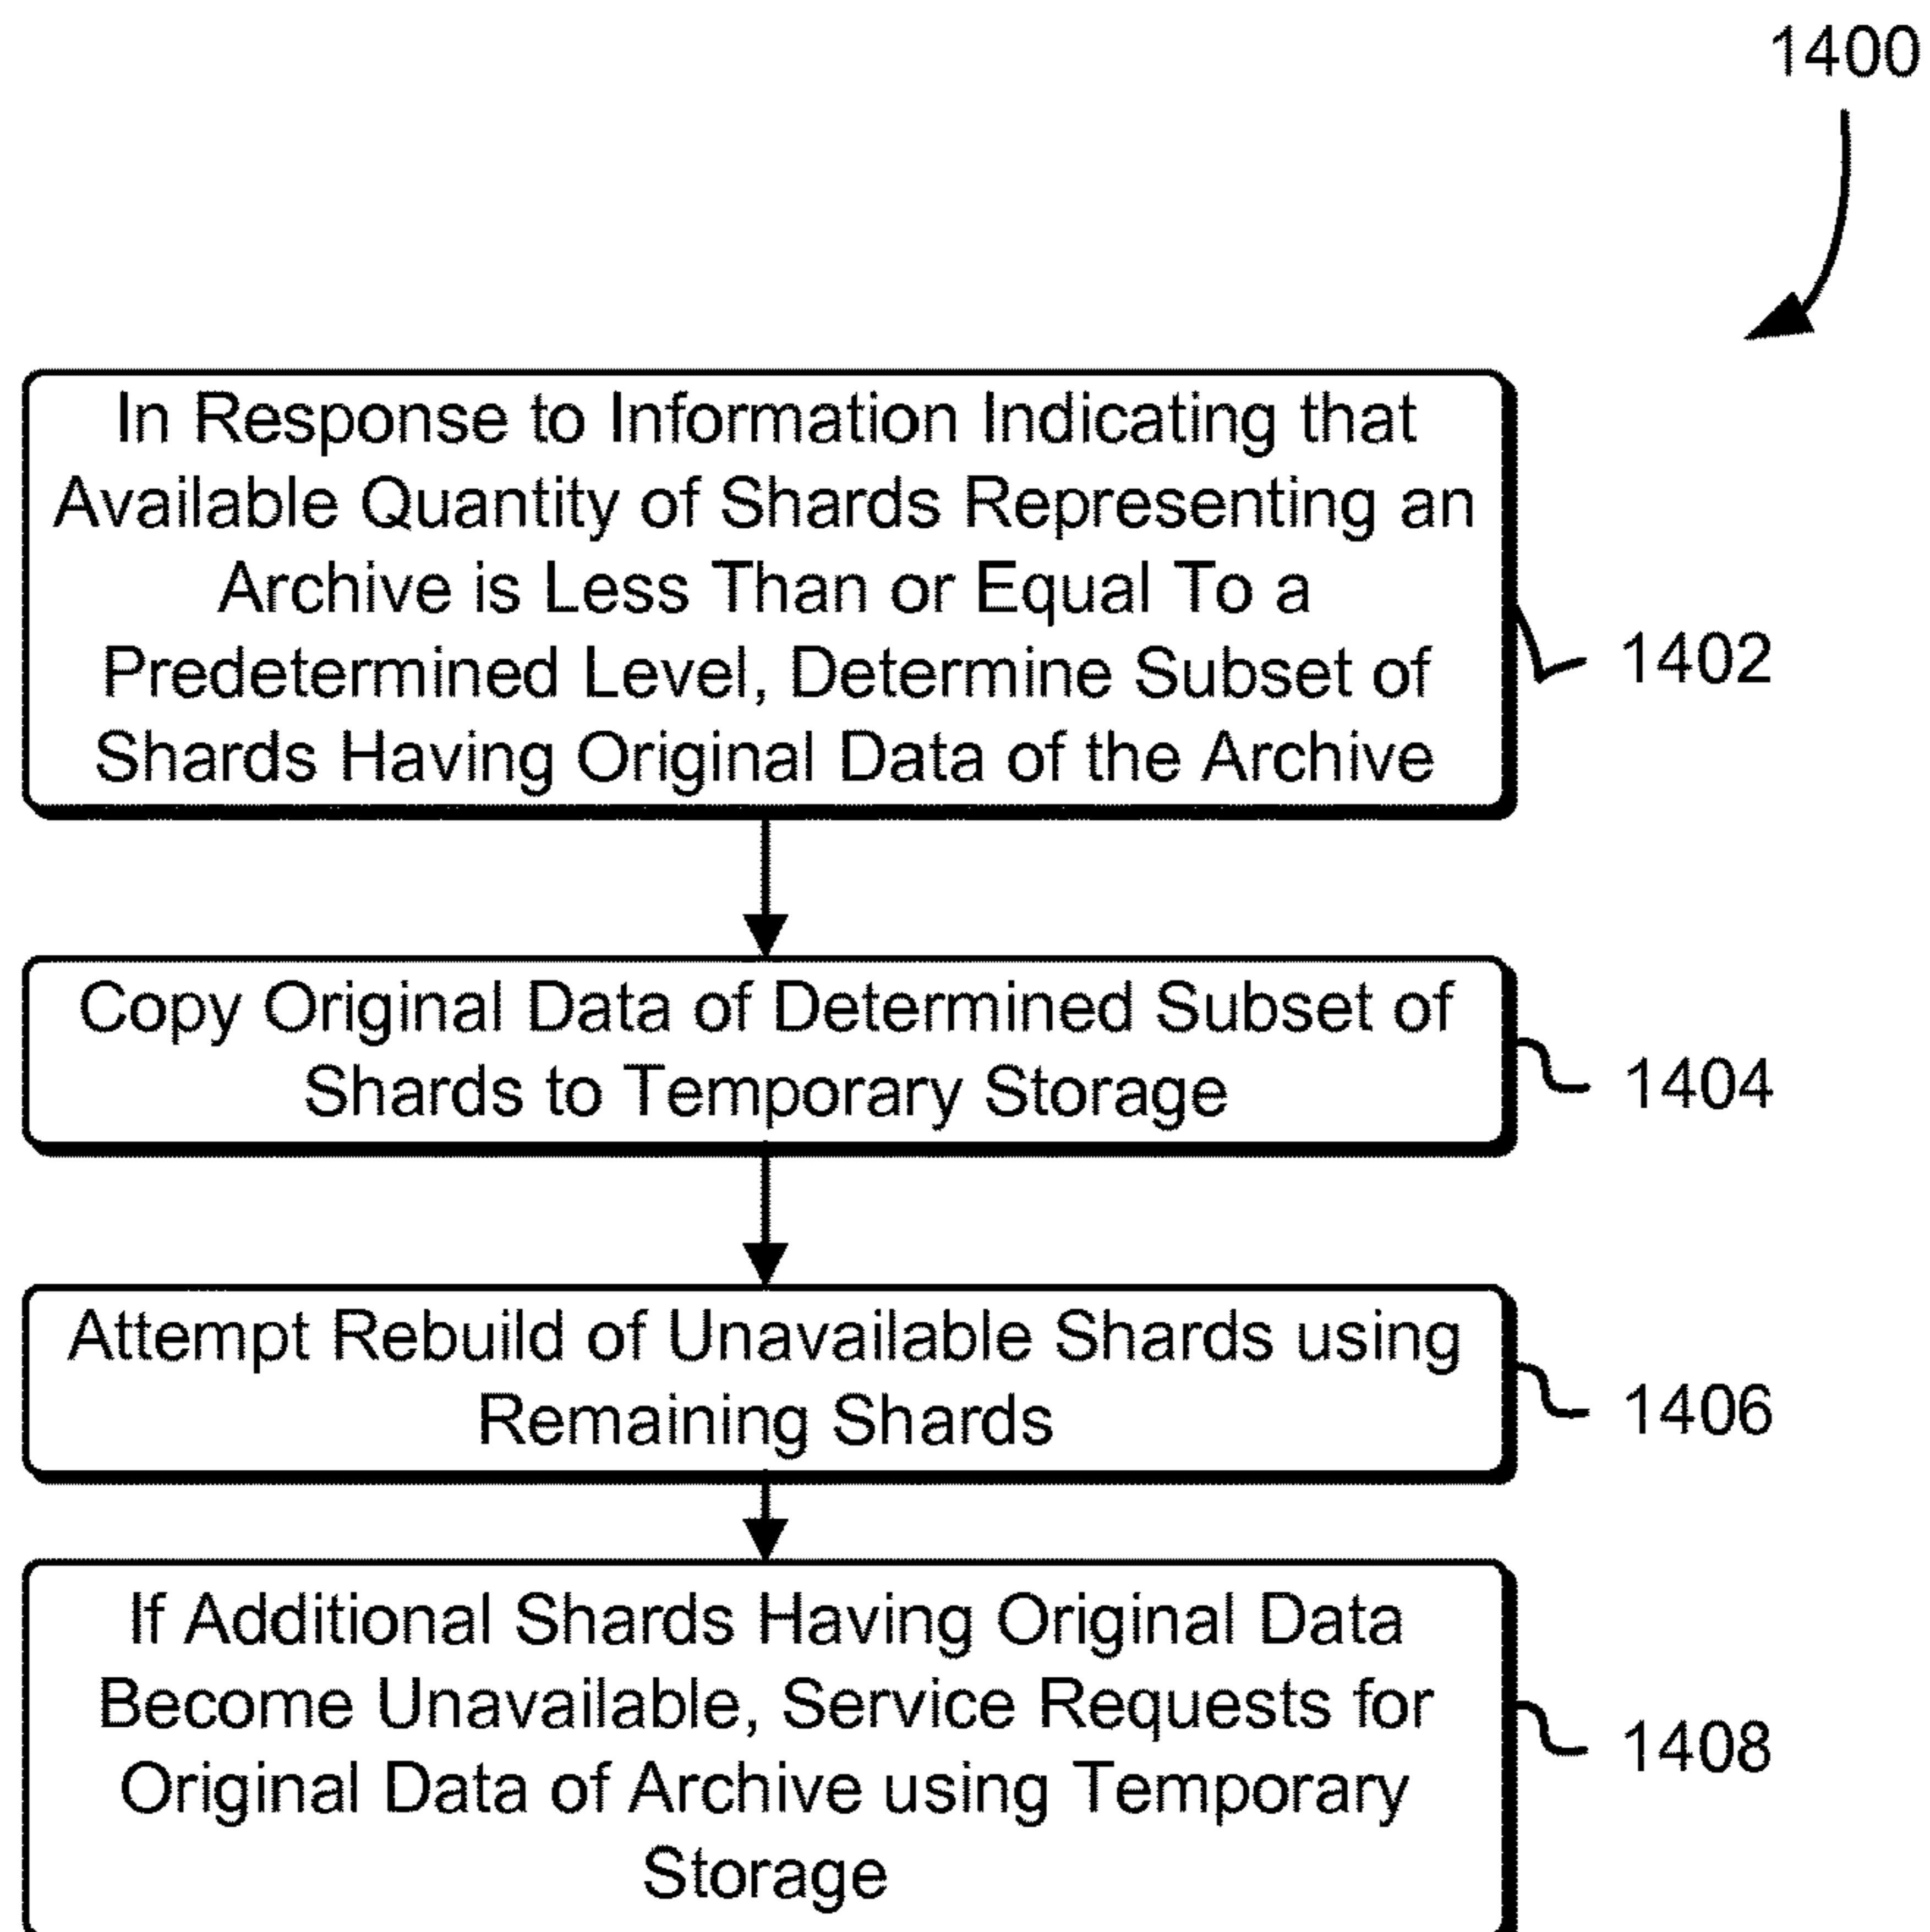 1400
In Response to Information Indicating that
Available Quantity of Shards Representing an
Archive is Less Than or Equal To a
Predetermined Level, Determine Subset of
Shards Having Original Data of the Archive
1402
Copy Original Data of Determined Subset of
Shards to Temporary Storage
1404
Attempt Rebuild of Unavailable Shards using
Remaining Shards
1406
If Additional Shards Having Original Data
Become Unavailable, Service Requests for
Original Data of Archive using Temporary
Storage
1408